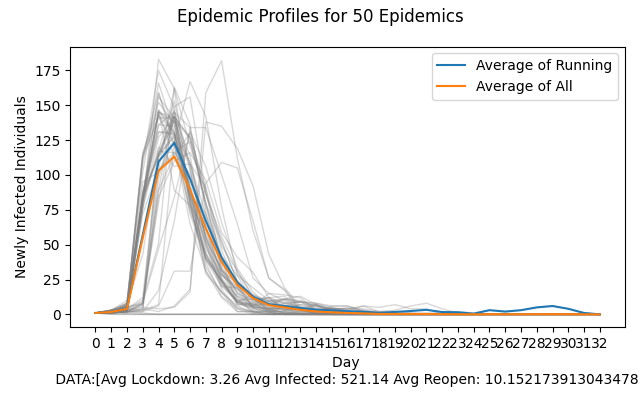 Epidemic Profiles for 50 Epidemics
Average of Running
Average of All
175
150
125
100
75
50
25
0
Newly Infected Individuals
0 1 2 3 4 5 6 7 8 9 10 11 12 13 14 15 16 17 18 19 20 21 22 23 24 25 26 27 28 29 30 31 32
Day
DATA:[Avg Lockdown: 3.26 Avg Infected: 521.14 Avg Reopen: 10.152173913043478